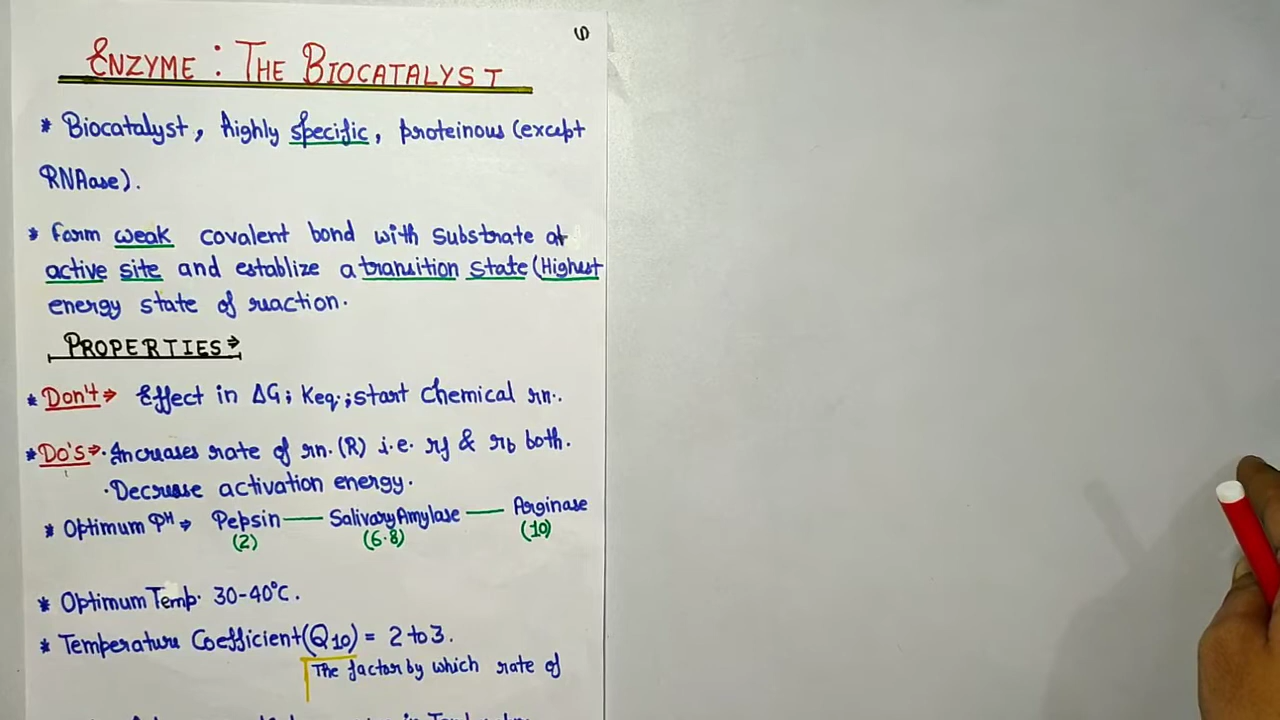 6
ENZYME : THE BIOCATALYST
* Biocatalyst, highly specific, proteinous (except
RNAase).
* form weak covalent bond with substrate at
active site and establize a transition state (Highest
energy state of reaction.
PROPERTIES →
* Don't → Effect in ΔG; Keq.; start chemical rn.
* Do's → · Increases rate of rn. (R) i.e. rf & rb both.
· Decrease activation energy.
* Optimum PH → Pepsin — Salivary Amylase — Arginase
(2) (6.8) (10)
* Optimum Temp. 30-40°C.
* Temperature Coefficient (Q10) = 2 to 3.
The factor by which rate of